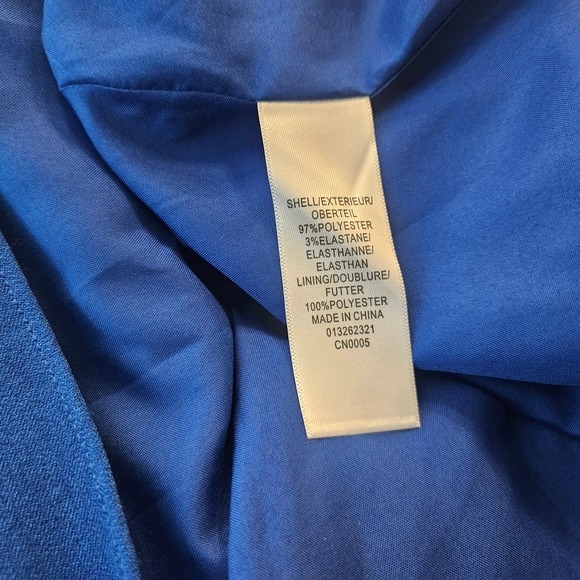 SHELL/EXTERIEUR/
OBERTEIL
97%POLYESTER
3%ELASTANE/
ELASTHANNE/
ELASTHAN
LINING/DOUBLURE/
FUTTER
100%POLYESTER
MADE IN CHINA
013262321
CN0005